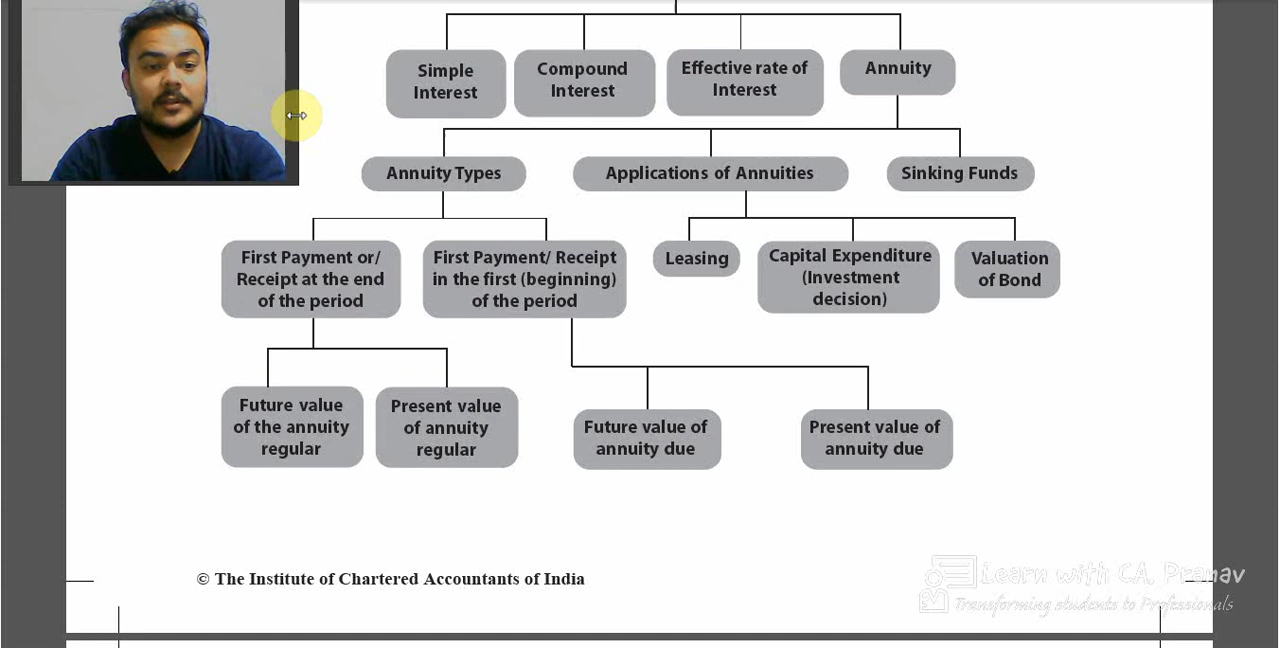 Simple
Interest
Compound
Interest
Effective rate of
Interest
Annuity
Annuity Types
Applications of Annuities
Sinking Funds
First Payment or/
Receipt at the end
of the period
First Payment/ Receipt
in the first (beginning)
of the period
Leasing
Capital Expenditure
(Investment
decision)
Valuation
of Bond
Future value
of the annuity
regular
Present value
of annuity
regular
Future value of
annuity due
Present value of
annuity due
© The Institute of Chartered Accountants of India
Learn with CA. Pranav
Transforming students to Professionals